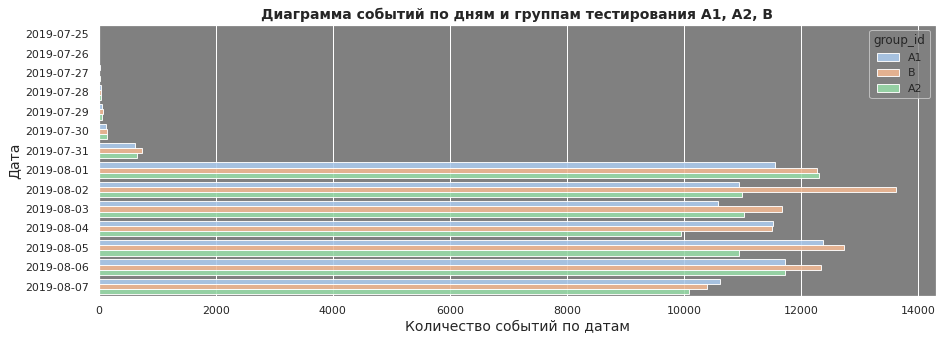 Диаграмма событий по дням и группам тестирования A1, A2, B
group_id
A1
B
A2
Дата
2019-07-25
2019-07-26
2019-07-27
2019-07-28
2019-07-29
2019-07-30
2019-07-31
2019-08-01
2019-08-02
2019-08-03
2019-08-04
2019-08-05
2019-08-06
2019-08-07
0 2000 4000 6000 8000 10000 12000 14000
Количество событий по датам